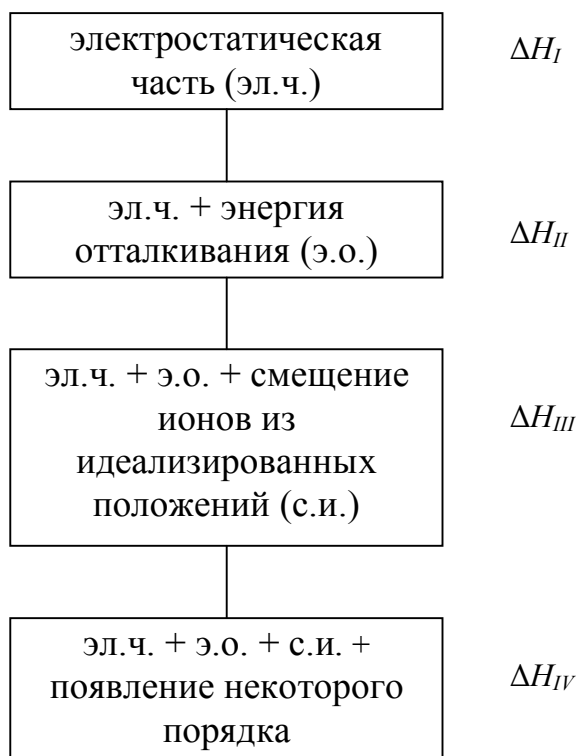 электростатическая
часть (эл.ч.)
ΔH_I
эл.ч. + энергия
отталкивания (э.о.)
ΔH_II
эл.ч. + э.о. + смещение
ионов из
идеализированных
положений (с.и.)
ΔH_III
эл.ч. + э.о. + с.и. +
появление некоторого
порядка
ΔH_IV